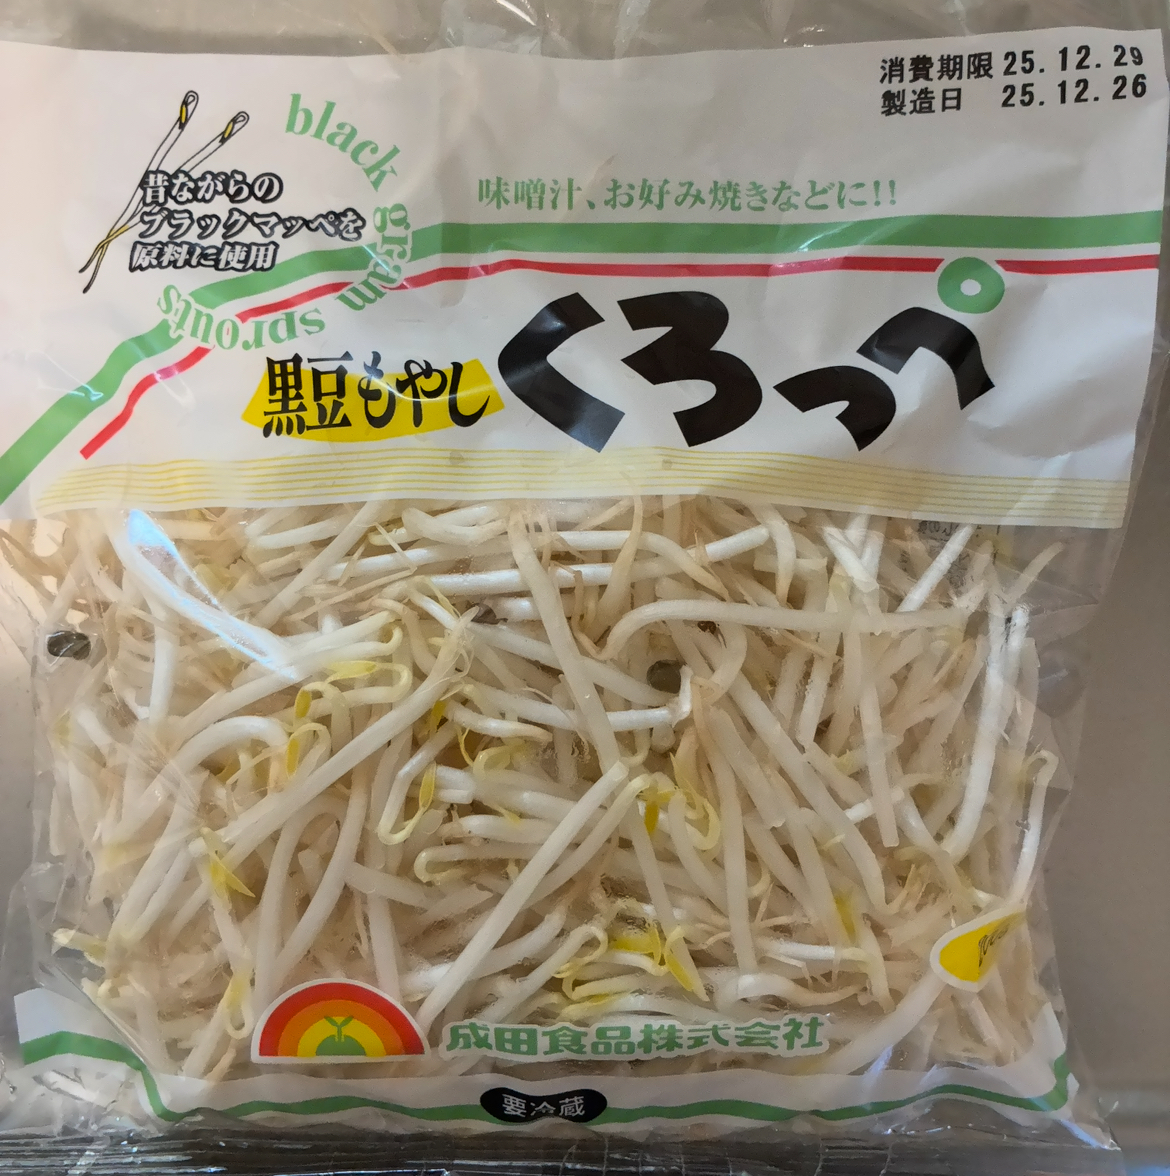 消費期限 25.12.29
製造日 25.12.26
black gram sprouts
昔ながらの
ブラックマッペを
原料に使用
味噌汁、お好み焼きなどに!!
黒豆もやし
くろっぺ
成田食品株式会社
要冷蔵